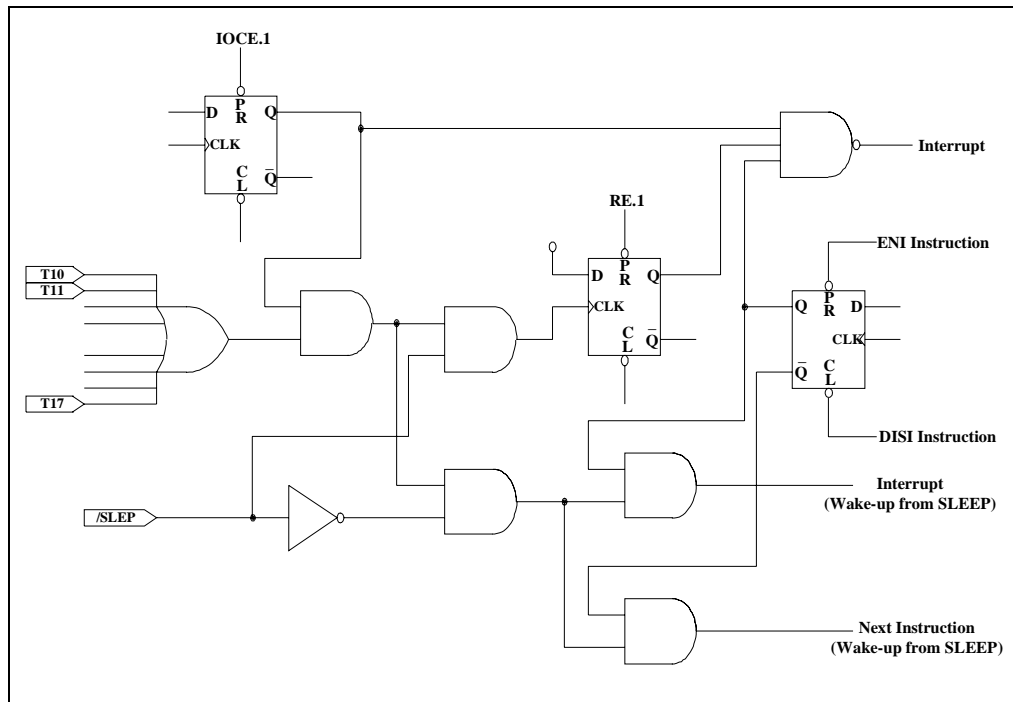 IOCE.1
D
PR
Q
CLK
CL
Q̅
Interrupt
RE.1
D
PR
Q
CLK
CL
Q̅
ENI Instruction
Q
PR
D
CLK
Q̅
CL
DISI Instruction
T10
T11
T17
/SLEP
Interrupt
(Wake-up from SLEEP)
Next Instruction
(Wake-up from SLEEP)